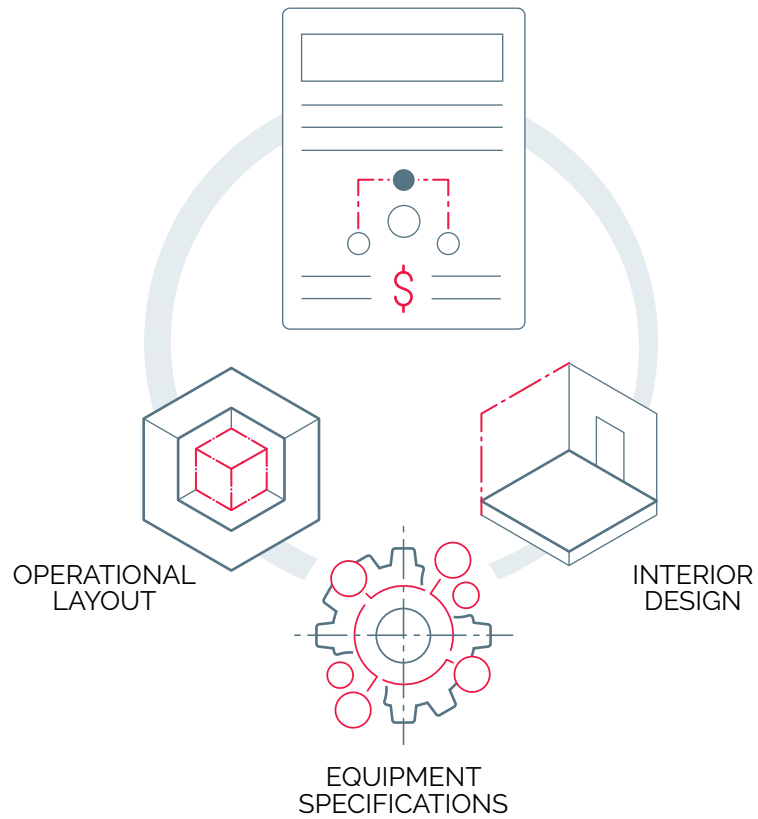 $
OPERATIONAL
LAYOUT
INTERIOR
DESIGN
EQUIPMENT
SPECIFICATIONS